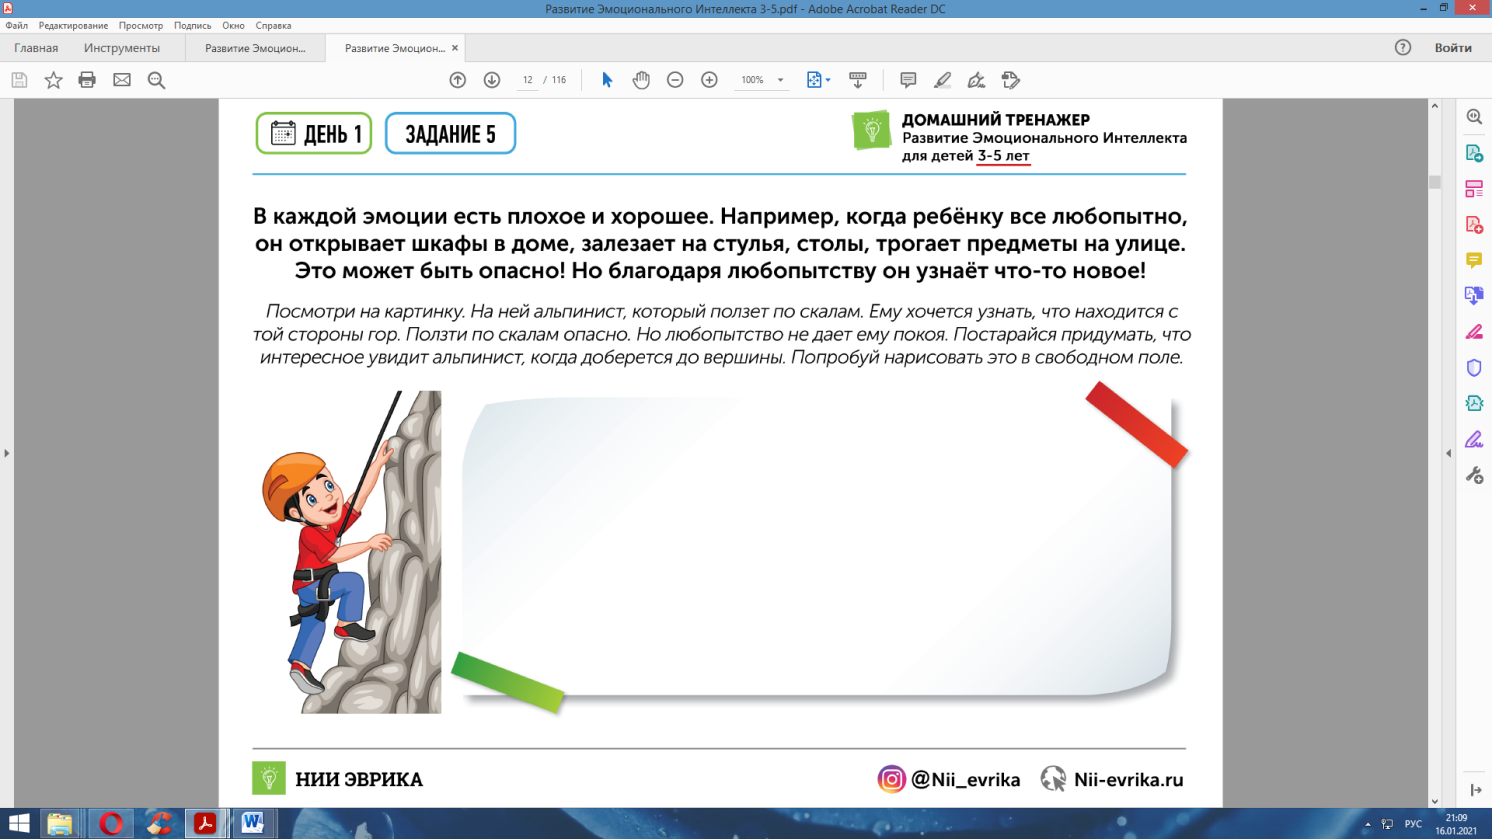 Развитие Эмоционального Интеллекта 3-5.pdf - Adobe Acrobat Reader DC
Файл Редактирование Просмотр Подпись Окно Справка
Главная Инструменты Развитие Эмоцион... Развитие Эмоцион... × Войти
12 / 116 100%
ДЕНЬ 1 ЗАДАНИЕ 5
ДОМАШНИЙ ТРЕНАЖЕР
Развитие Эмоционального Интеллекта
для детей 3-5 лет
В каждой эмоции есть плохое и хорошее. Например, когда ребёнку все любопытно,
он открывает шкафы в доме, залезает на стулья, столы, трогает предметы на улице.
Это может быть опасно! Но благодаря любопытству он узнаёт что-то новое!
Посмотри на картинку. На ней альпинист, который ползет по скалам. Ему хочется узнать, что находится с
той стороны гор. Ползти по скалам опасно. Но любопытство не дает ему покоя. Постарайся придумать, что
интересное увидит альпинист, когда доберется до вершины. Попробуй нарисовать это в свободном поле.
НИИ ЭВРИКА @Nii_evrika Nii-evrika.ru
РУС
21:09
16.01.2021